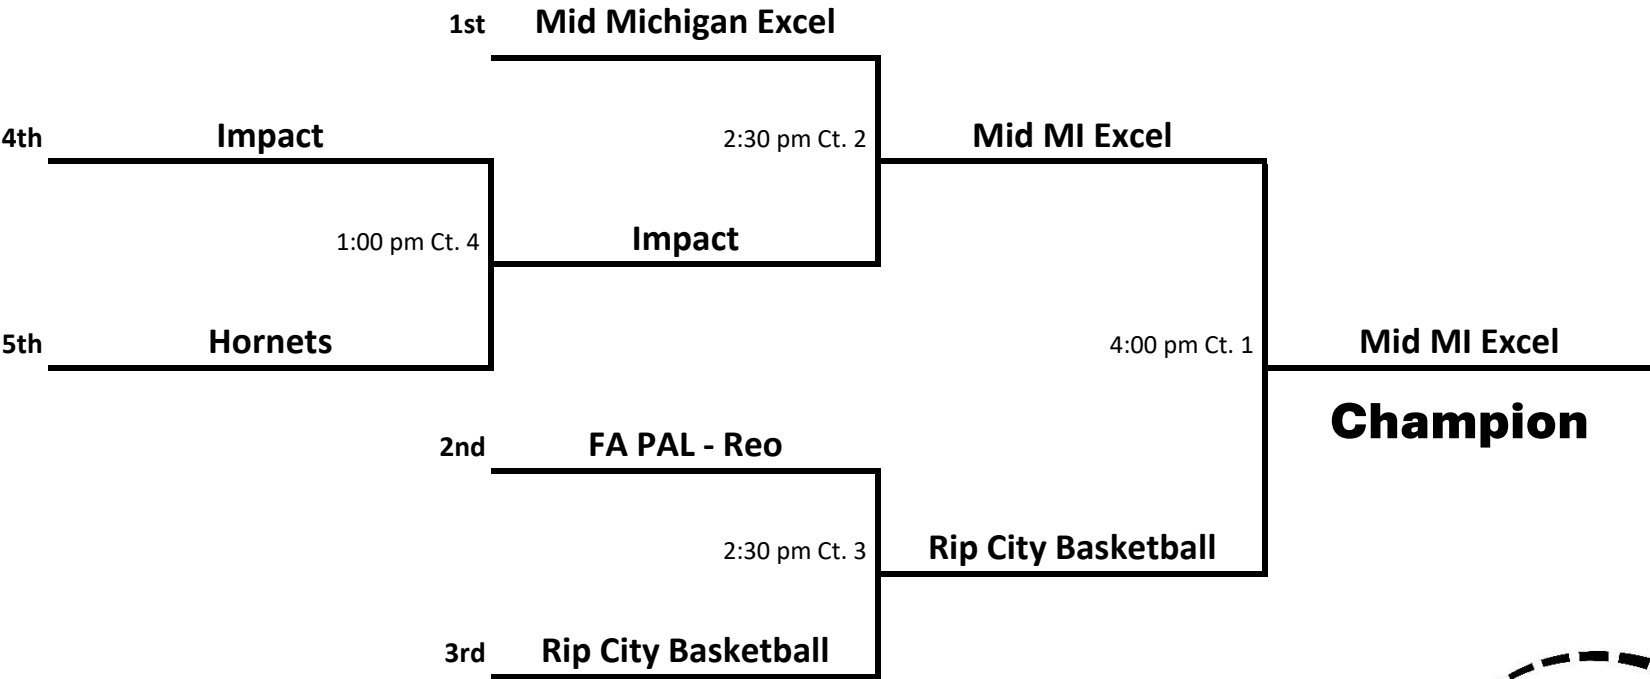 1st Mid Michigan Excel
4th Impact
2:30 pm Ct. 2
Mid MI Excel
1:00 pm Ct. 4
Impact
5th Hornets
4:00 pm Ct. 1
Mid MI Excel
Champion
2nd FA PAL - Reo
2:30 pm Ct. 3
Rip City Basketball
3rd Rip City Basketball